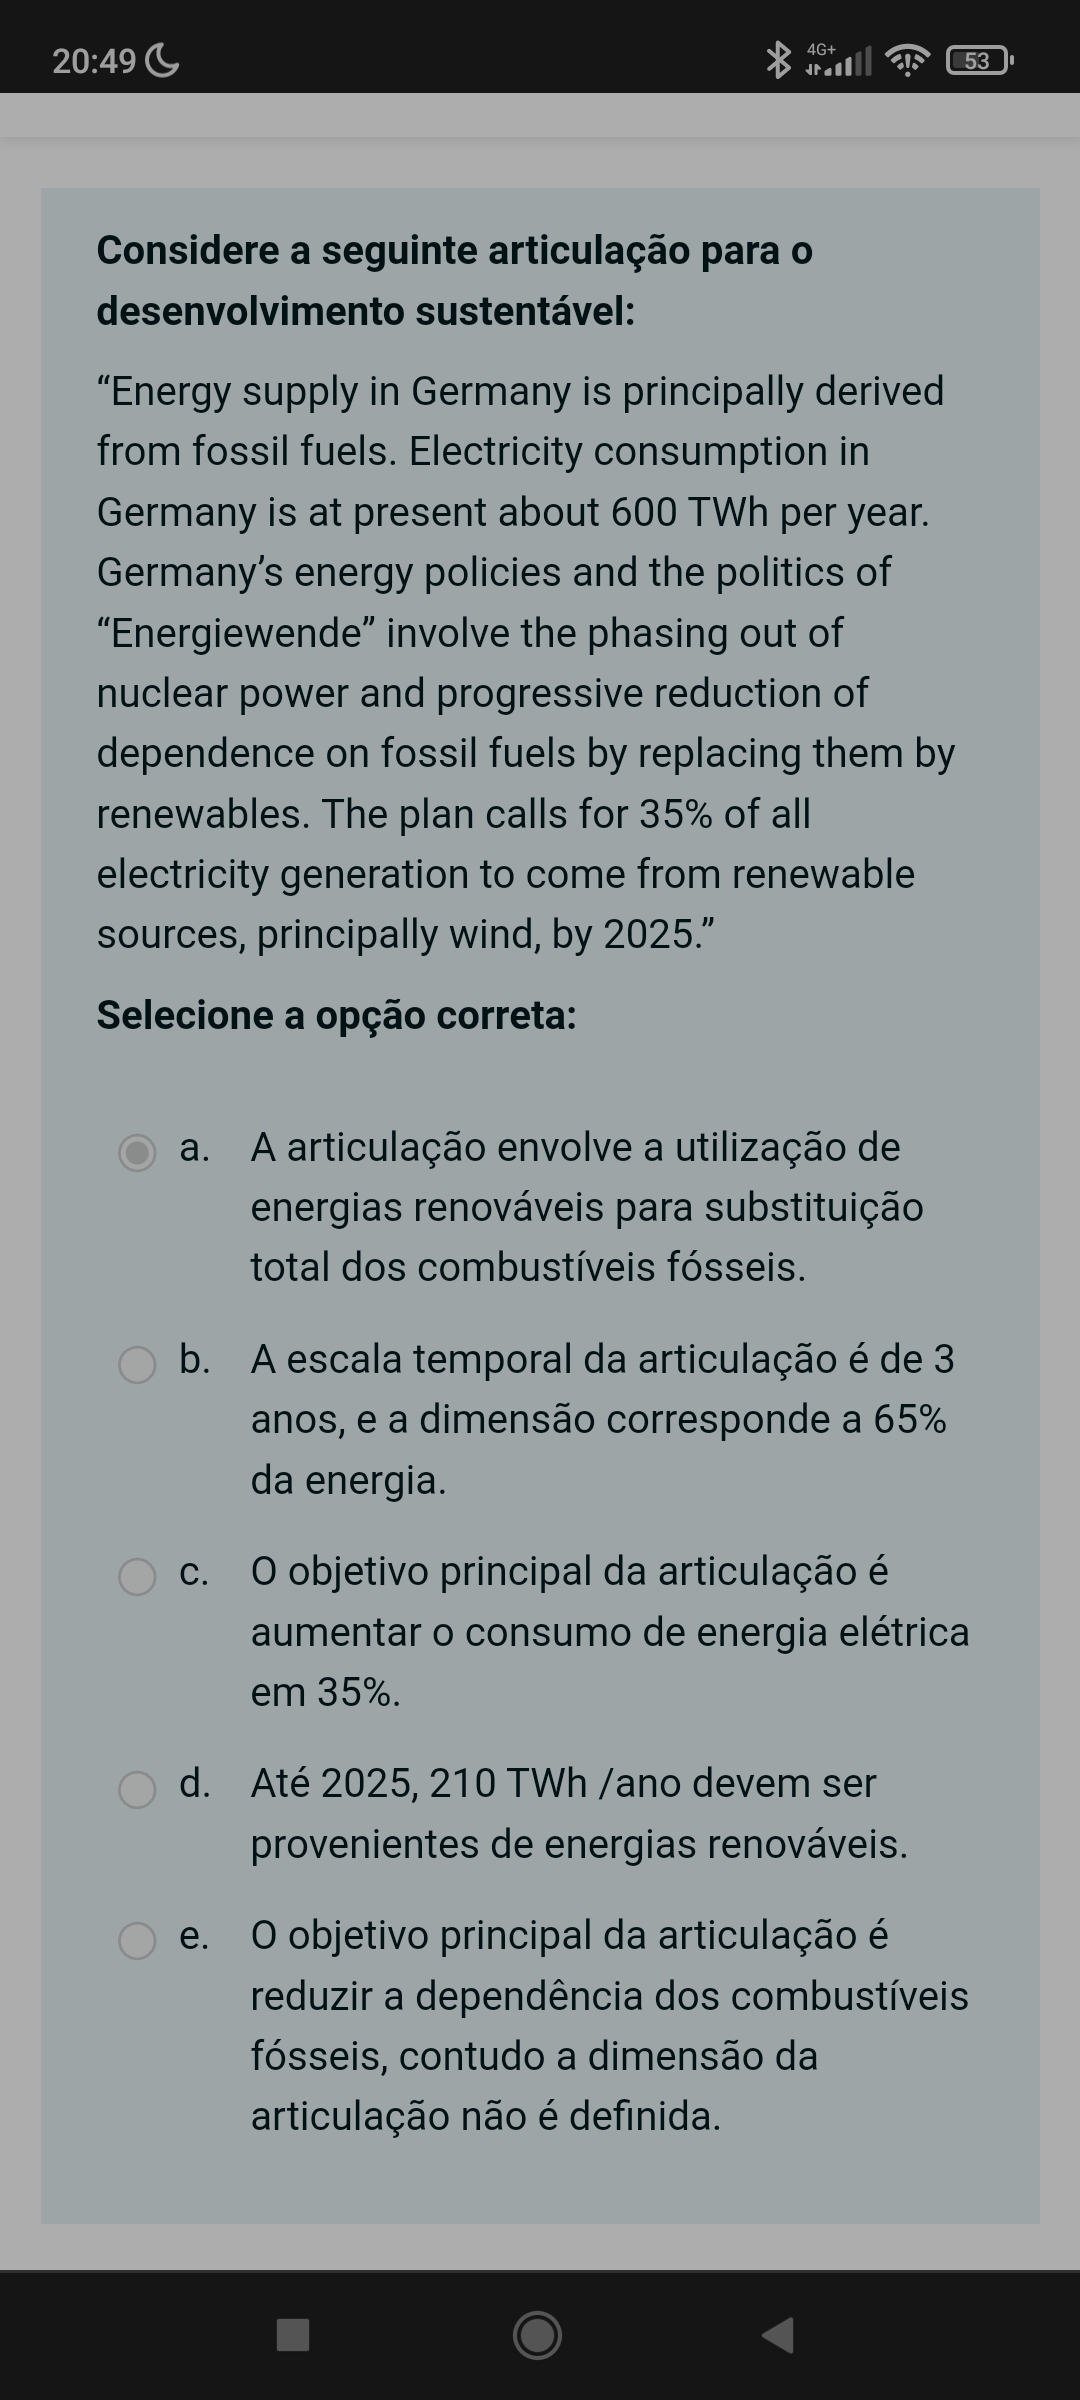 20:49
4G+
53
Considere a seguinte articulação para o
desenvolvimento sustentável:
“Energy supply in Germany is principally derived
from fossil fuels. Electricity consumption in
Germany is at present about 600 TWh per year.
Germany’s energy policies and the politics of
“Energiewende” involve the phasing out of
nuclear power and progressive reduction of
dependence on fossil fuels by replacing them by
renewables. The plan calls for 35% of all
electricity generation to come from renewable
sources, principally wind, by 2025.”
Selecione a opção correta:
a. A articulação envolve a utilização de
energias renováveis para substituição
total dos combustíveis fósseis.
b. A escala temporal da articulação é de 3
anos, e a dimensão corresponde a 65%
da energia.
c. O objetivo principal da articulação é
aumentar o consumo de energia elétrica
em 35%.
d. Até 2025, 210 TWh /ano devem ser
provenientes de energias renováveis.
e. O objetivo principal da articulação é
reduzir a dependência dos combustíveis
fósseis, contudo a dimensão da
articulação não é definida.